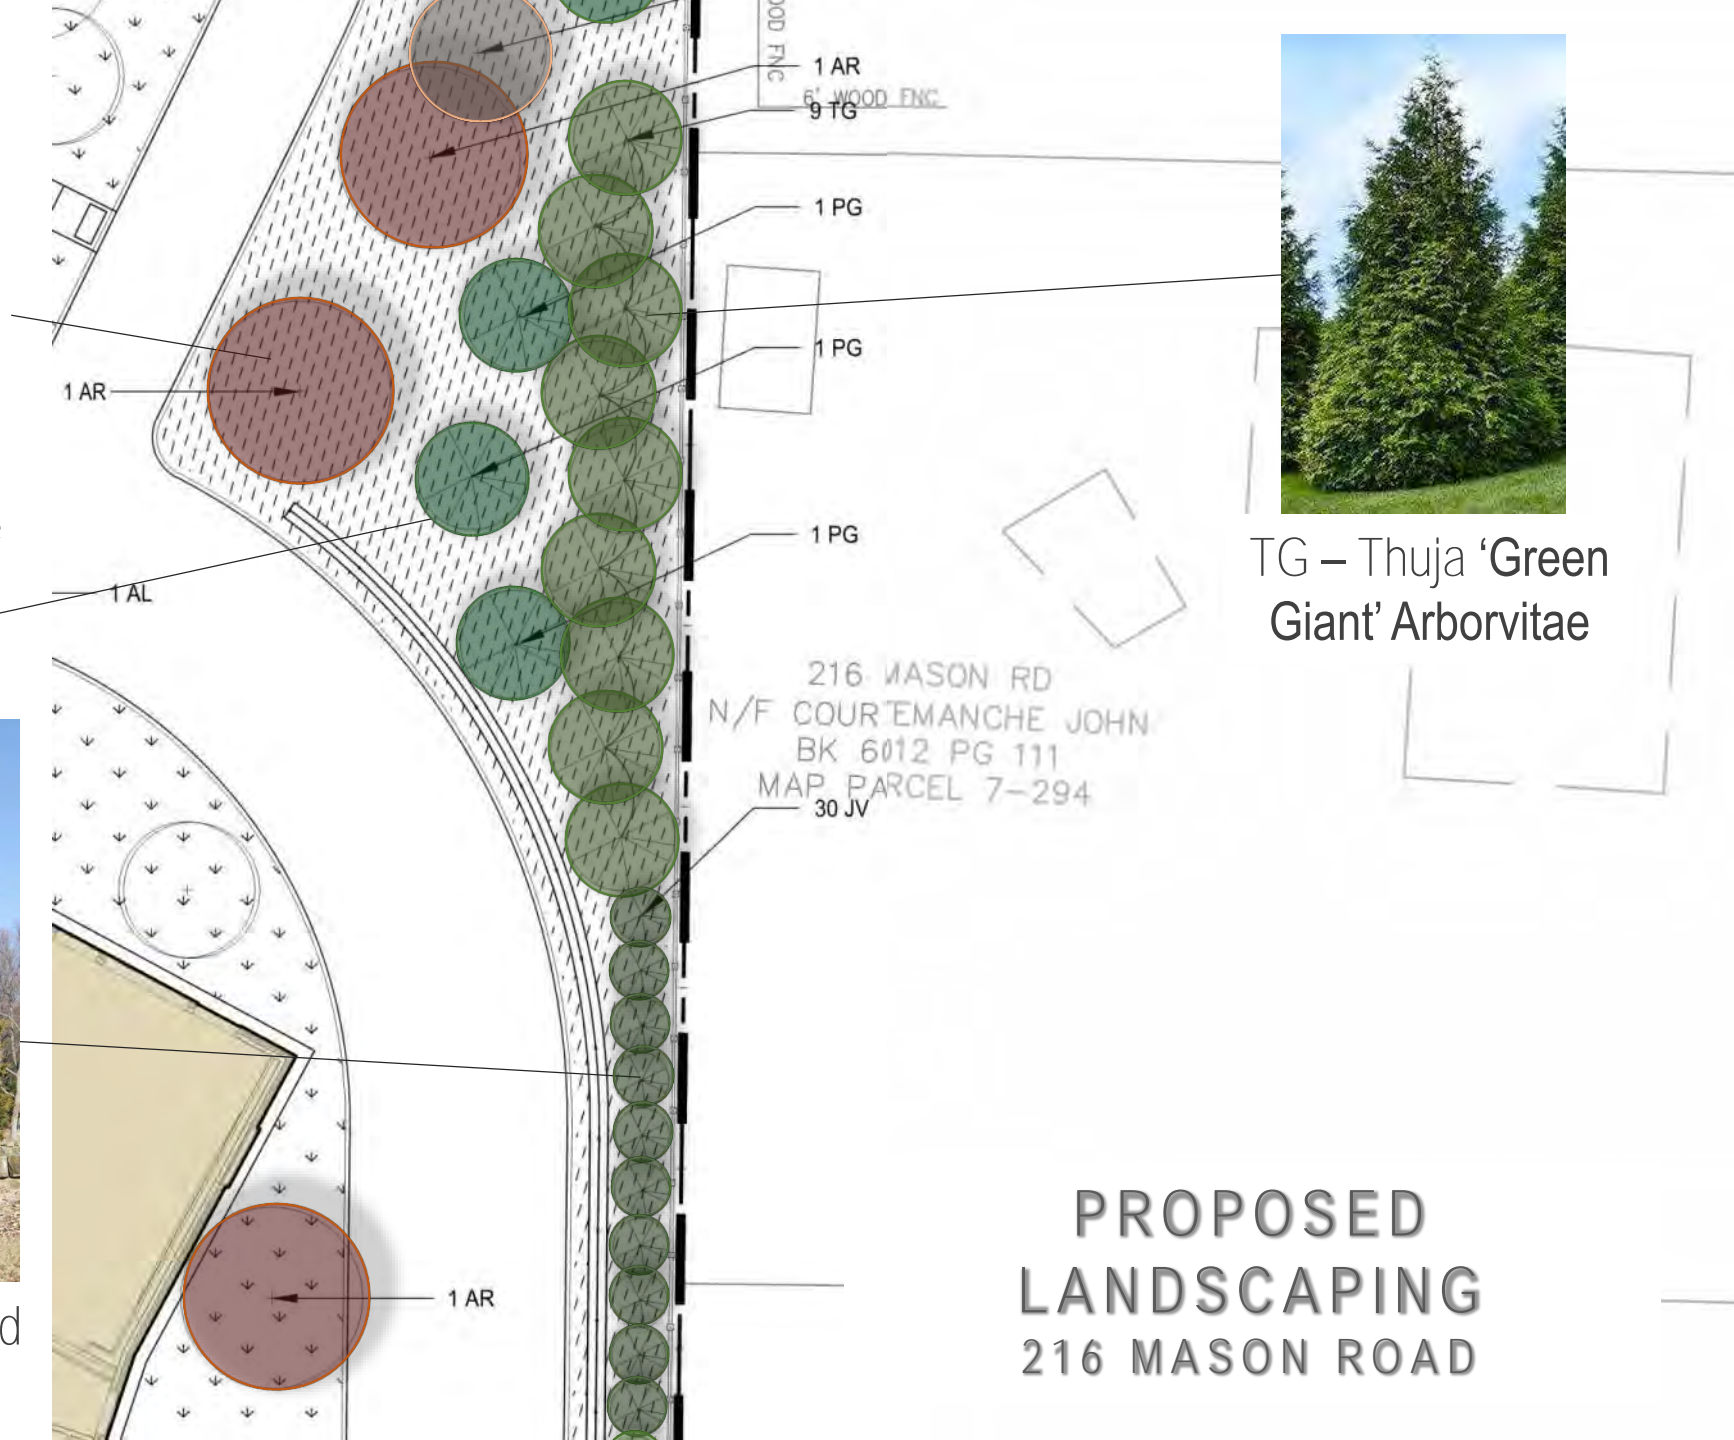 OOD FNC
1 AR
6' WOOD FNC
9 TG
1 PG
1 PG
1 AR
1 PG
TG – Thuja ‘Green
Giant’ Arborvitae
1 AL
216 MASON RD
N/F COURTEMANCHE JOHN
BK 6012 PG 111
MAP PARCEL 7-294
30 JV
PROPOSED
LANDSCAPING
216 MASON ROAD
1 AR
d